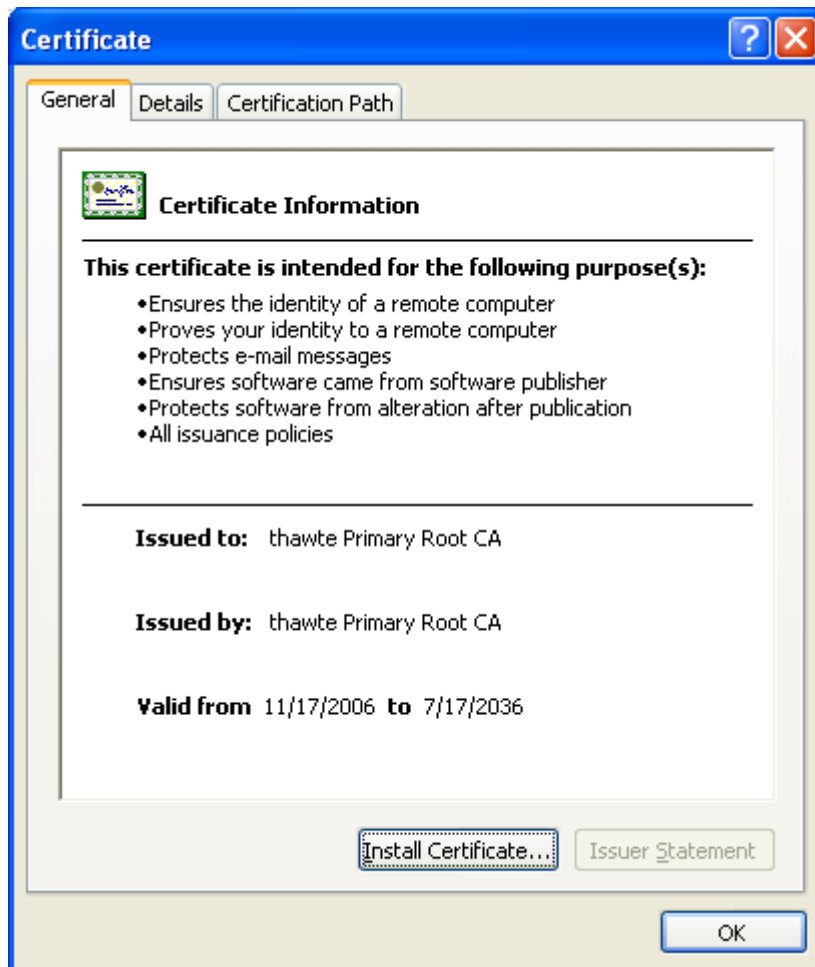 Certificate
General Details Certification Path
Certificate Information
This certificate is intended for the following purpose(s):
•Ensures the identity of a remote computer
•Proves your identity to a remote computer
•Protects e-mail messages
•Ensures software came from software publisher
•Protects software from alteration after publication
•All issuance policies
Issued to: thawte Primary Root CA
Issued by: thawte Primary Root CA
Valid from 11/17/2006 to 7/17/2036
Install Certificate... Issuer Statement
OK